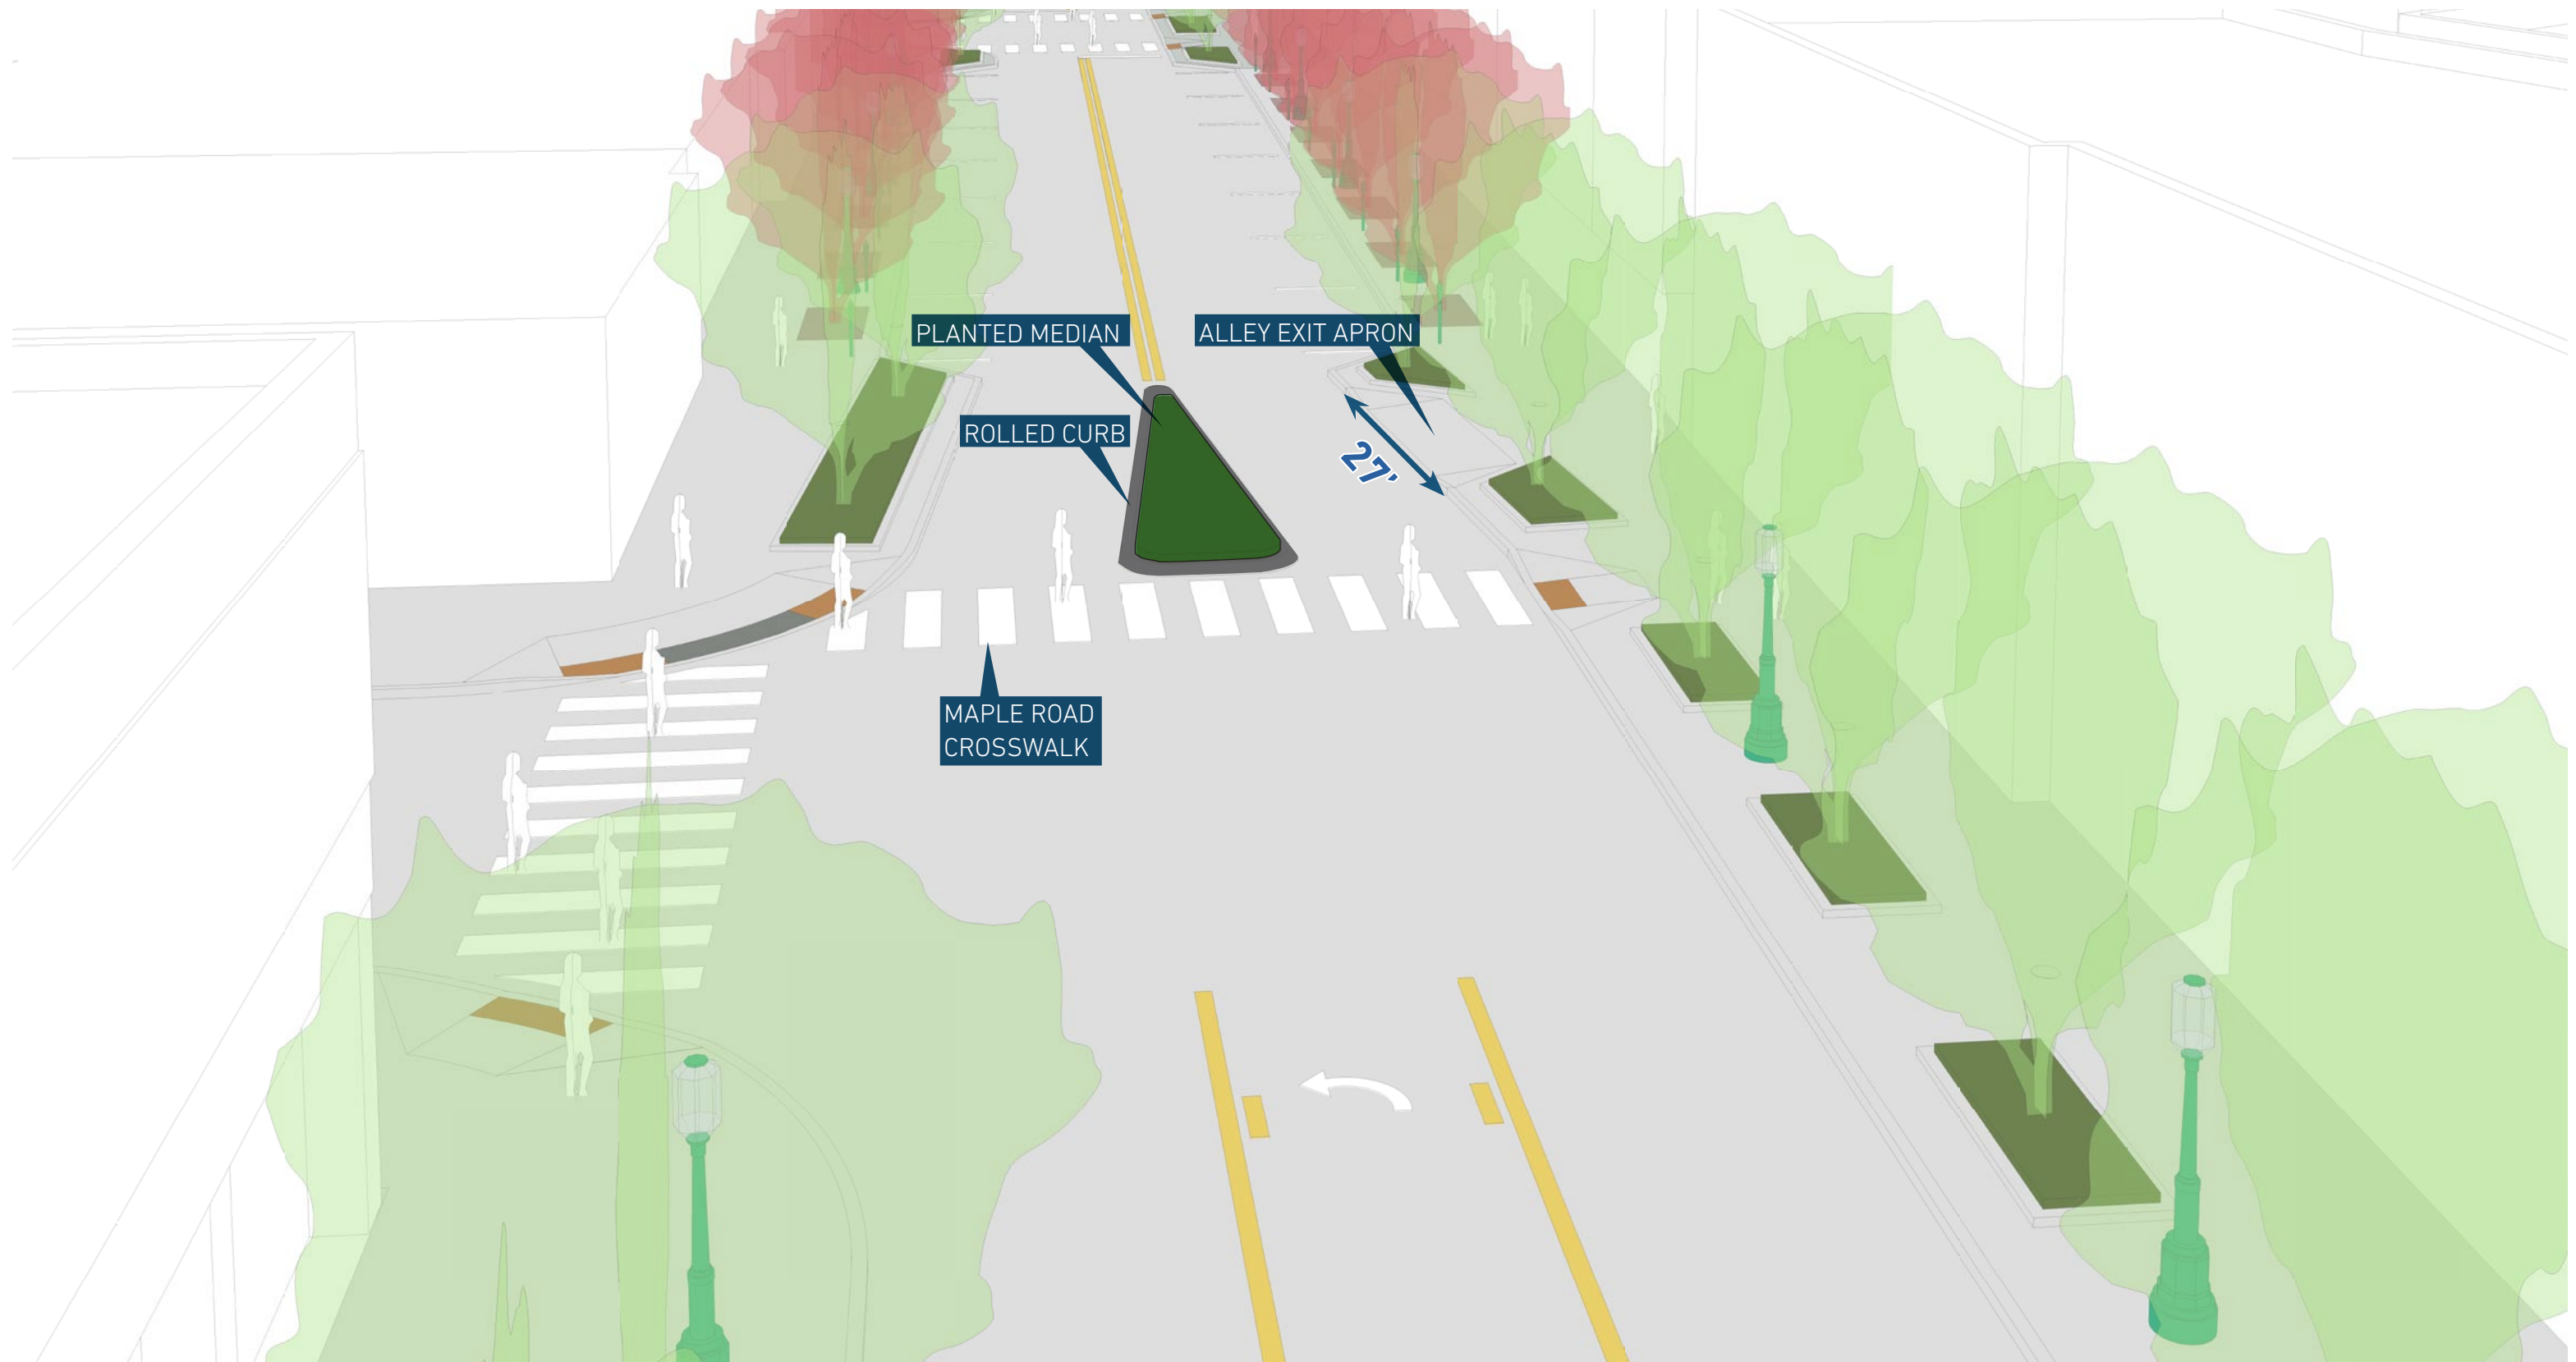 PLANTED MEDIAN
ALLEY EXIT APRON
ROLLED CURB
27'
MAPLE ROAD
CROSSWALK